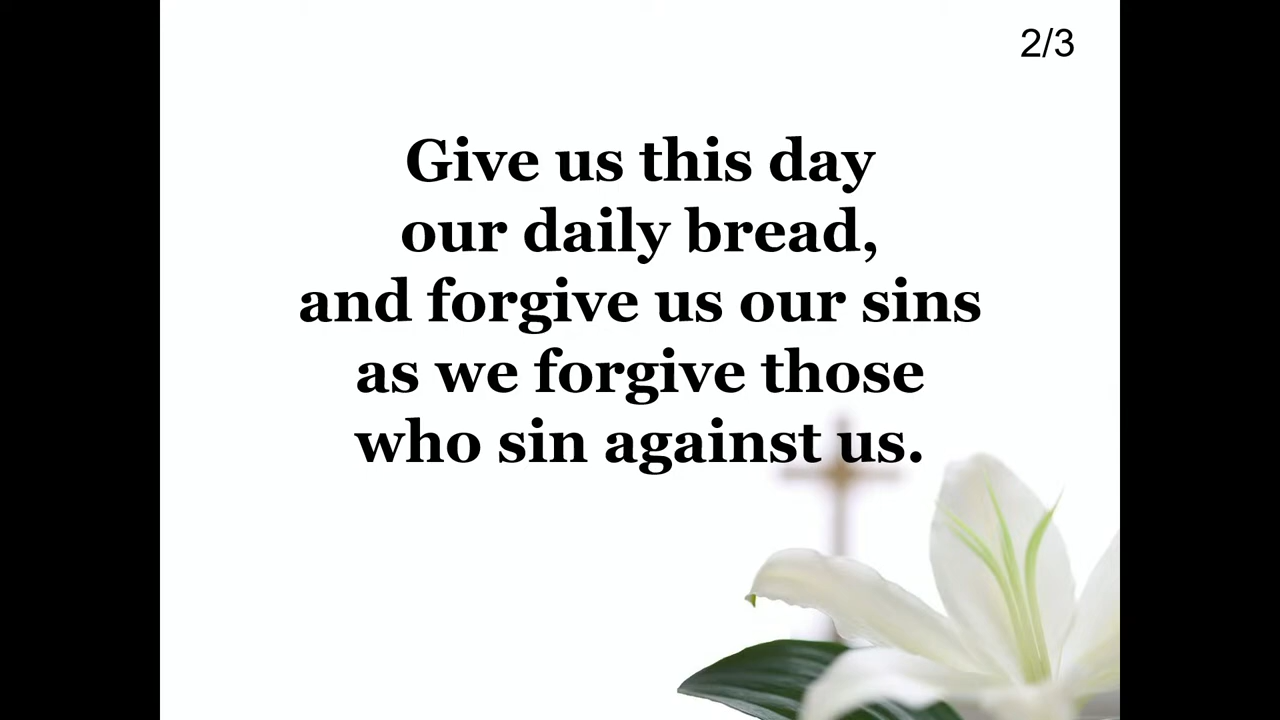 2/3
Give us this day
our daily bread,
and forgive us our sins
as we forgive those
who sin against us.